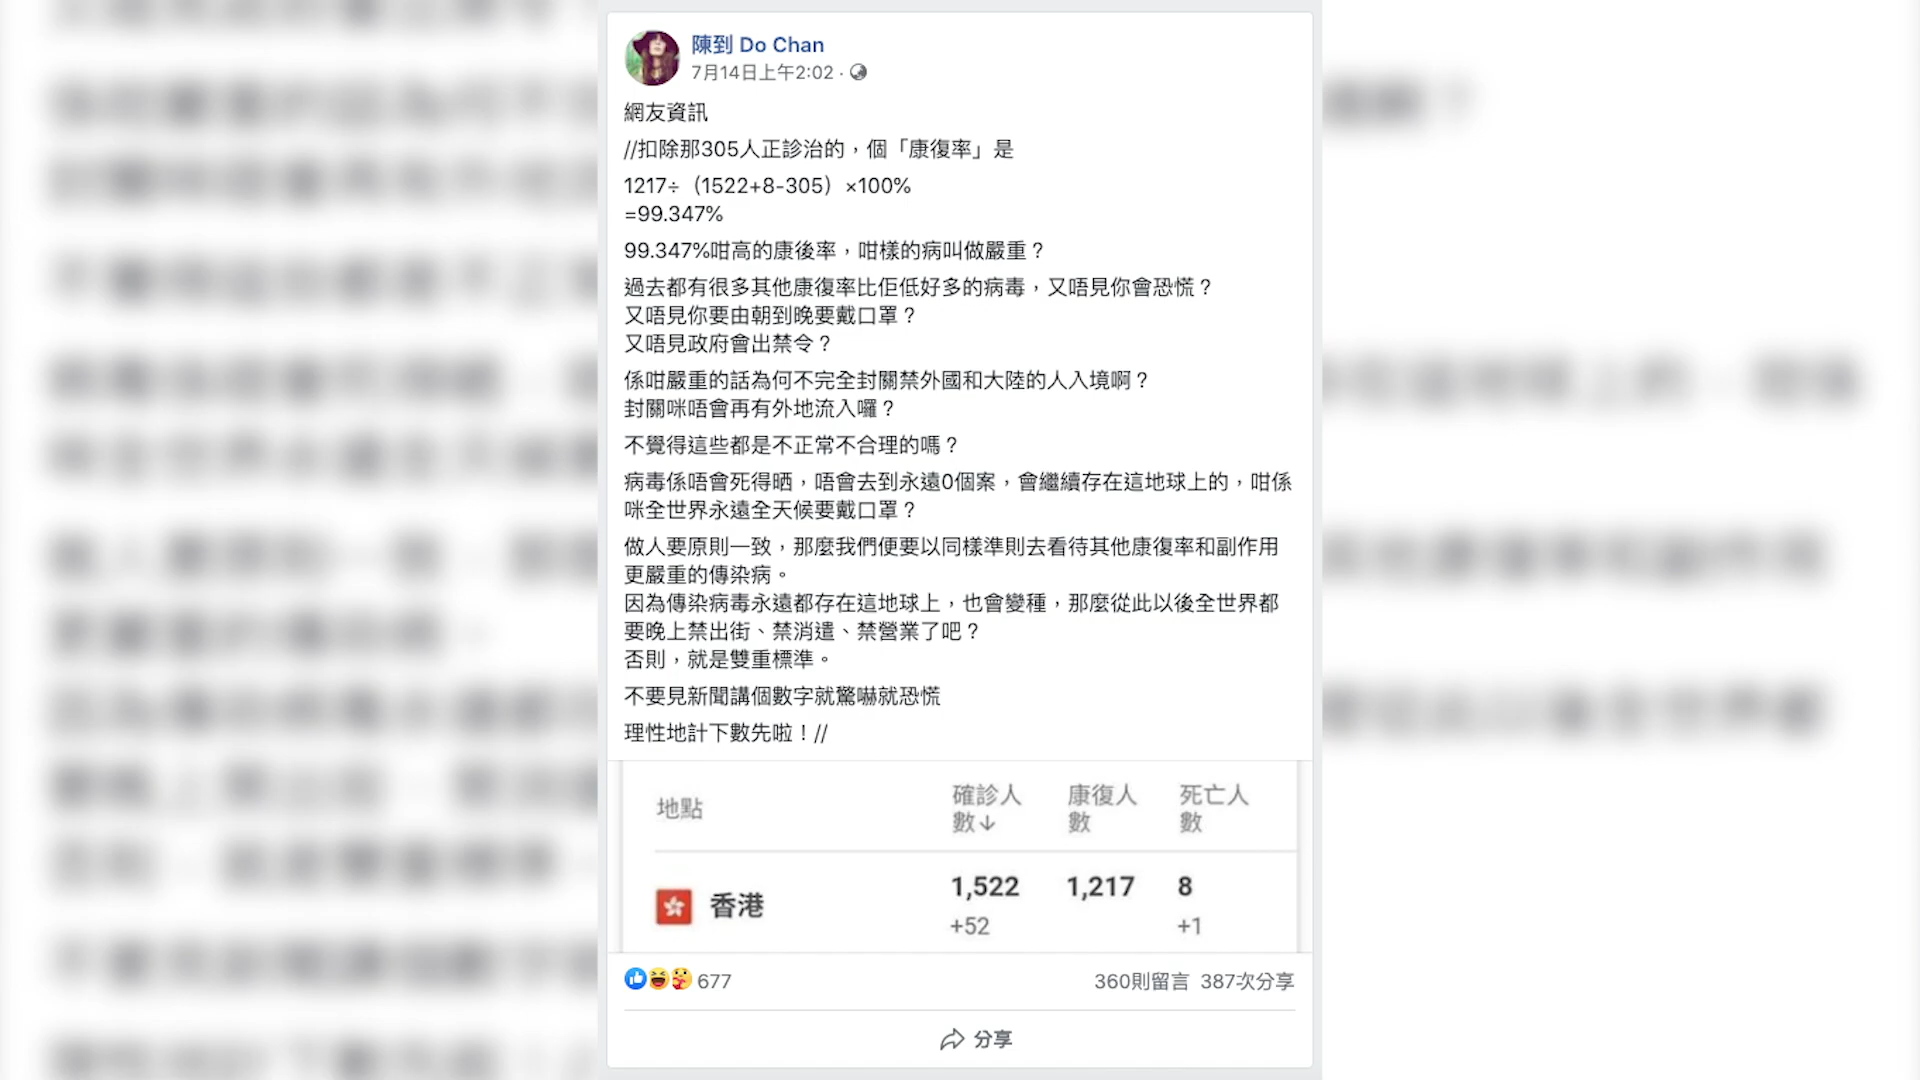 陳到 Do Chan
7月14日上午2:02 ·
網友資訊
//扣除那305人正診治的，個「康復率」是
1217÷（1522+8-305）×100%
=99.347%
99.347%咁高的康後率，咁樣的病叫做嚴重？
過去都有很多其他康復率比佢低好多的病毒，又唔見你會恐慌？
又唔見你要由朝到晚要戴口罩？
又唔見政府會出禁令？
係咁嚴重的話為何不完全封關禁外國和大陸的人入境啊？
封關咪唔會再有外地流入囉？
不覺得這些都是不正常不合理的嗎？
病毒係唔會死得晒，唔會去到永遠0個案，會繼續存在這地球上的，咁係
咪全世界永遠全天候要戴口罩？
做人要原則一致，那麼我們便要以同樣準則去看待其他康復率和副作用
更嚴重的傳染病。
因為傳染病毒永遠都存在這地球上，也會變種，那麼從此以後全世界都
要晚上禁出街、禁消遣、禁營業了吧？
否則，就是雙重標準。
不要見新聞講個數字就驚嚇就恐慌
理性地計下數先啦！//
地點 確診人數↓ 康復人數 死亡人數
香港 1,522 1,217 8
+52 +1
677 360則留言 387次分享
分享